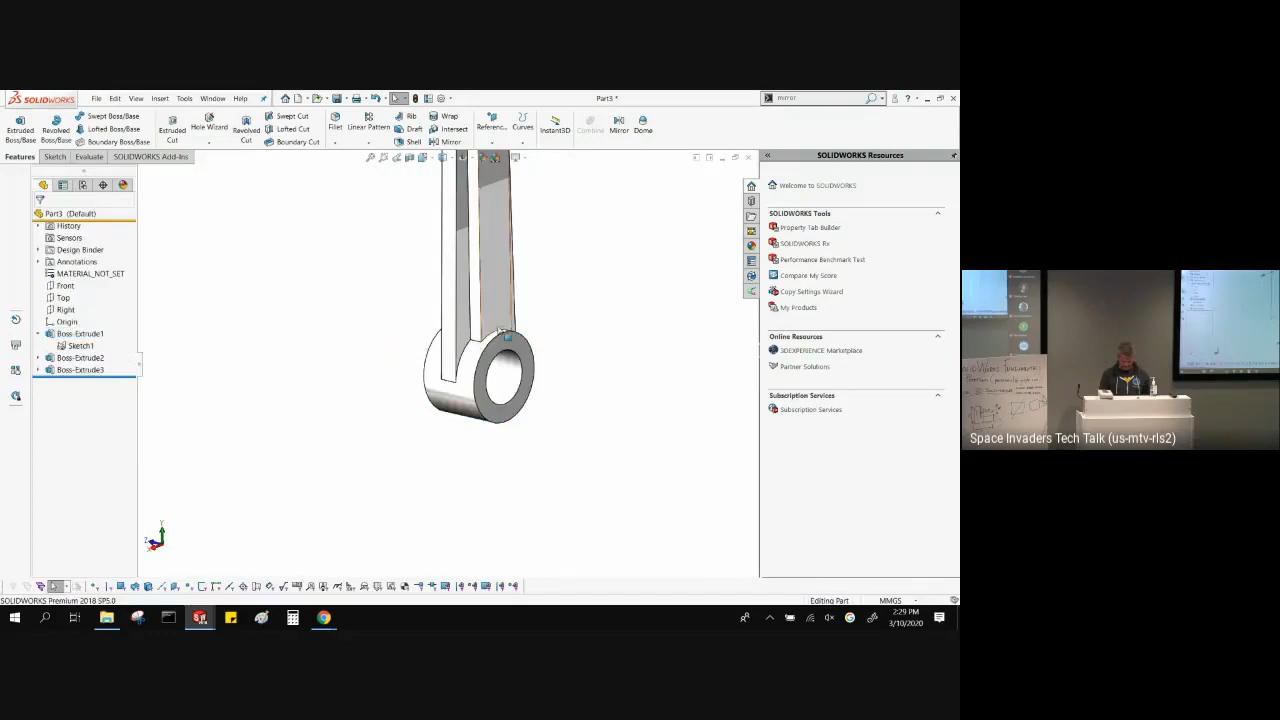 SOLIDWORKS
File Edit View Insert Tools Window Help
Part3 *
mirror
Extruded Boss/Base
Revolved Boss/Base
Swept Boss/Base
Lofted Boss/Base
Boundary Boss/Base
Extruded Cut
Hole Wizard
Revolved Cut
Swept Cut
Lofted Cut
Boundary Cut
Fillet
Linear Pattern
Rib
Draft
Shell
Wrap
Intersect
Mirror
Referenc...
Curves
Instant3D
Combine
Mirror
Dome
Features Sketch Evaluate SOLIDWORKS Add-Ins
Part3 (Default)
History
Sensors
Design Binder
Annotations
MATERIAL_NOT_SET
Front
Top
Right
Origin
Boss-Extrude1
Sketch1
Boss-Extrude2
Boss-Extrude3
SOLIDWORKS Resources
Welcome to SOLIDWORKS
SOLIDWORKS Tools
Property Tab Builder
SOLIDWORKS Rx
Performance Benchmark Test
Compare My Score
Copy Settings Wizard
My Products
Online Resources
3DEXPERIENCE Marketplace
Partner Solutions
Subscription Services
Subscription Services
Y
Z
X
SOLIDWORKS Premium 2018 SP5.0
Editing Part
MMGS
2:29 PM
3/10/2020
SOLIDWORKS FUNDAMENTALS
Space Invaders Tech Talk (us-mtv-rls2)